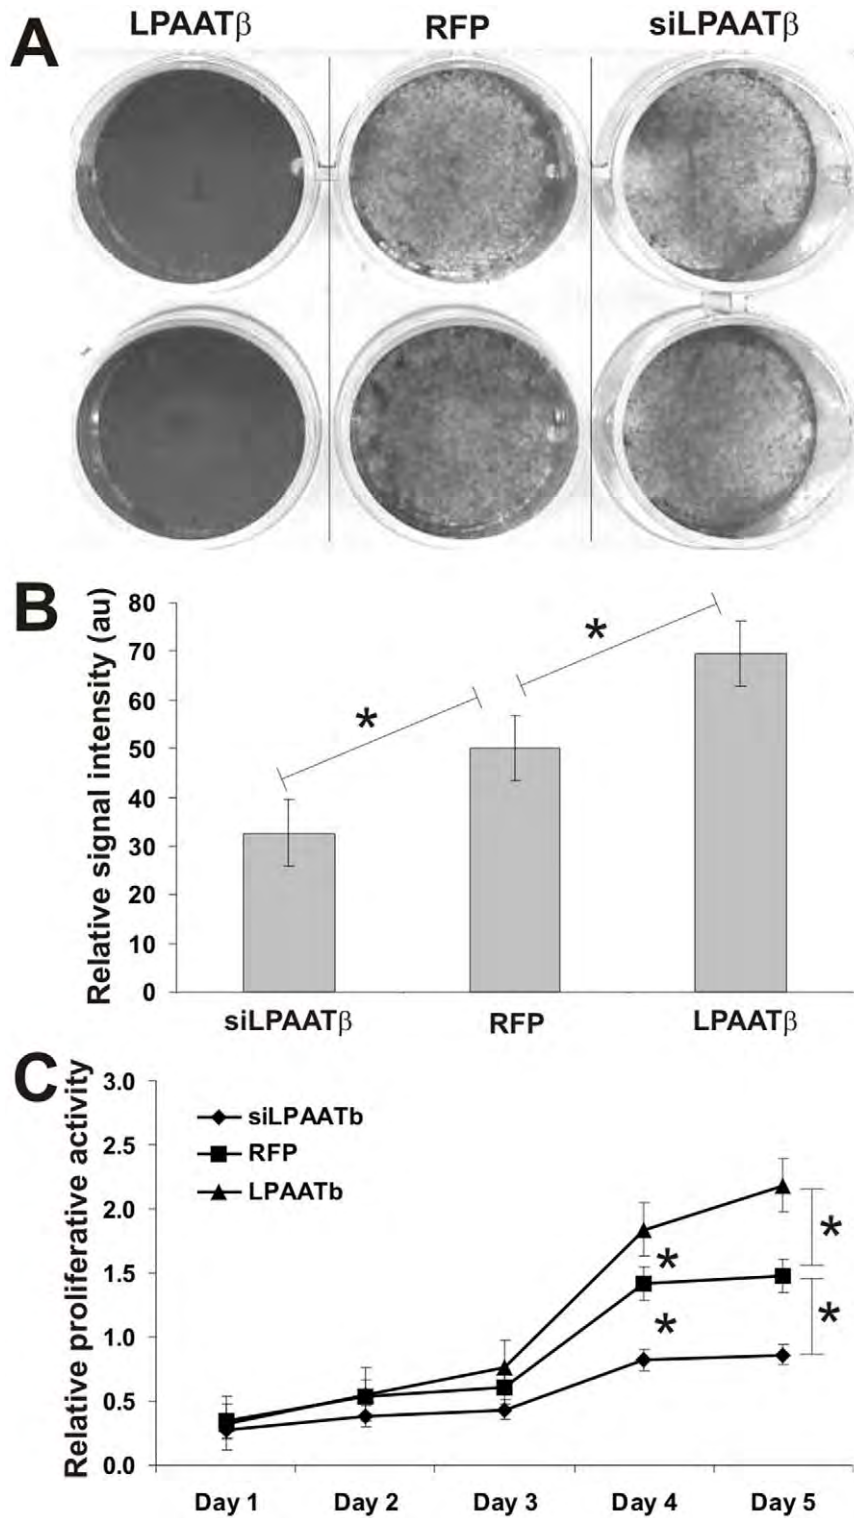 A
LPAATβ RFP siLPAATβ
B
Relative signal intensity (au)
80
70
60
50
40
30
20
10
0
* *
siLPAATβ RFP LPAATβ
C
Relative proliferative activity
3.0
2.5
2.0
1.5
1.0
0.5
0.0
siLPAATb
RFP
LPAATb
* *
* *
Day 1 Day 2 Day 3 Day 4 Day 5